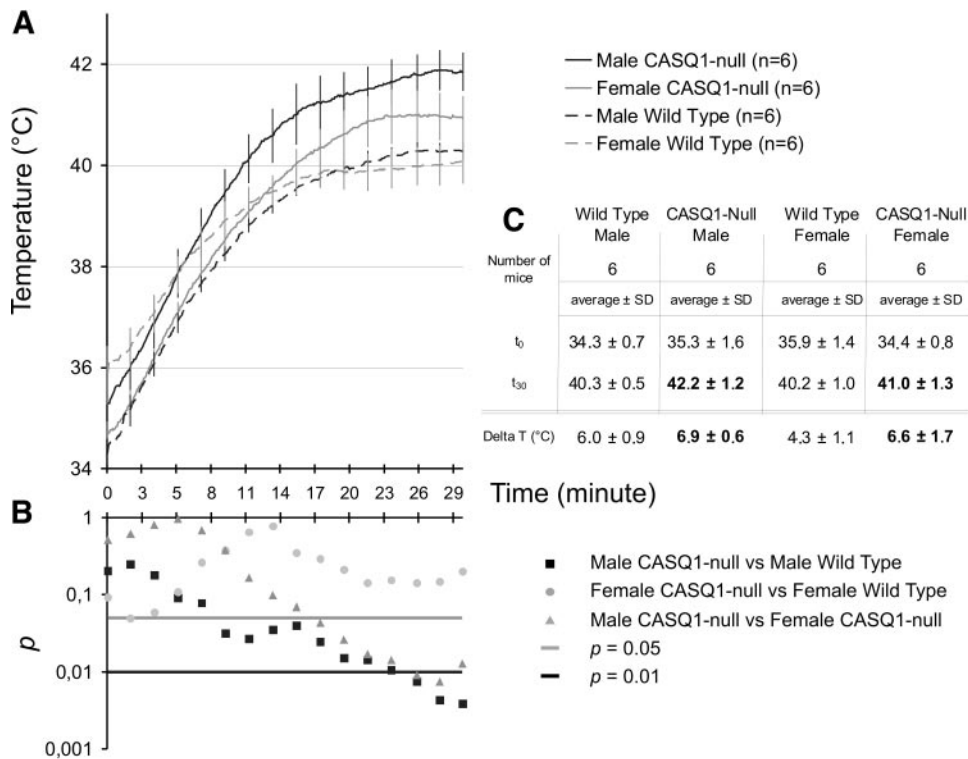 A
Temperature (°C)
42
40
38
36
34
0 3 5 8 11 14 17 20 22 25 29
Male CASQ1-null (n=6)
Female CASQ1-null (n=6)
Male Wild Type (n=6)
Female Wild Type (n=6)
C
Wild Type Male CASQ1-Null Male Wild Type Female CASQ1-Null Female
Number of mice 6 6 6 6
average ± SD average ± SD average ± SD average ± SD
t0 34.3 ± 0.7 35.3 ± 1.6 35.9 ± 1.4 34.4 ± 0.8
t30 40.3 ± 0.5 42.2 ± 1.2 40.2 ± 1.0 41.0 ± 1.3
Delta T (°C) 6.0 ± 0.9 6.9 ± 0.6 4.3 ± 1.1 6.6 ± 1.7
Time (minute)
B
p
1
0,1
0,01
0,001
Male CASQ1-null vs Male Wild Type
Female CASQ1-null vs Female Wild Type
Male CASQ1-null vs Female CASQ1-null
p = 0.05
p = 0.01